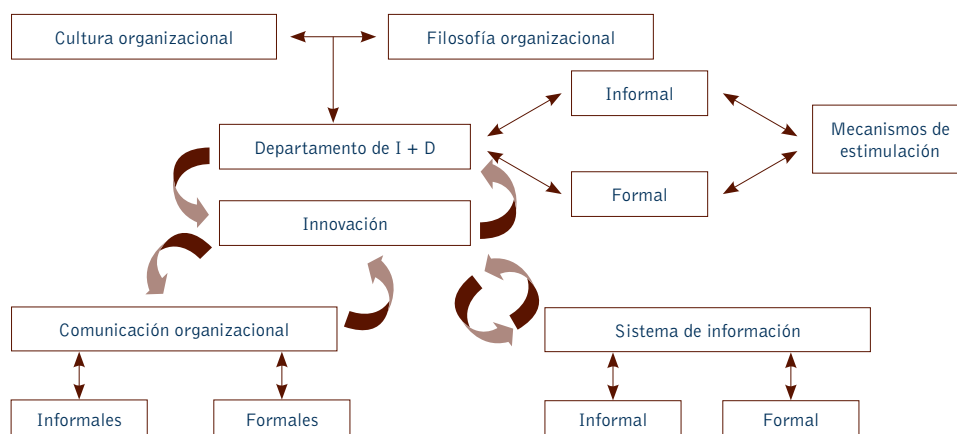 Cultura organizacional
Filosofía organizacional
Informal
Mecanismos de
estimulación
Departamento de I + D
Formal
Innovación
Comunicación organizacional
Sistema de información
Informales
Formales
Informal
Formal